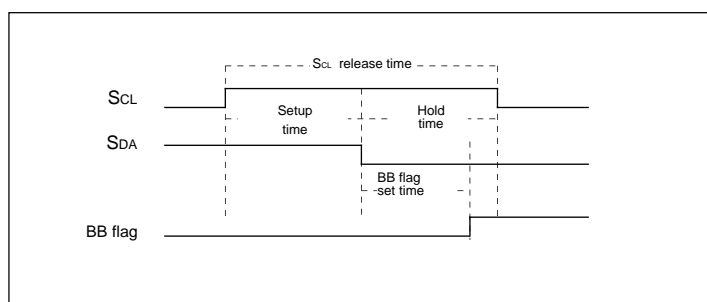 SCL release time
SCL
Setup
time
Hold
time
SDA
BB flag
set time
BB flag